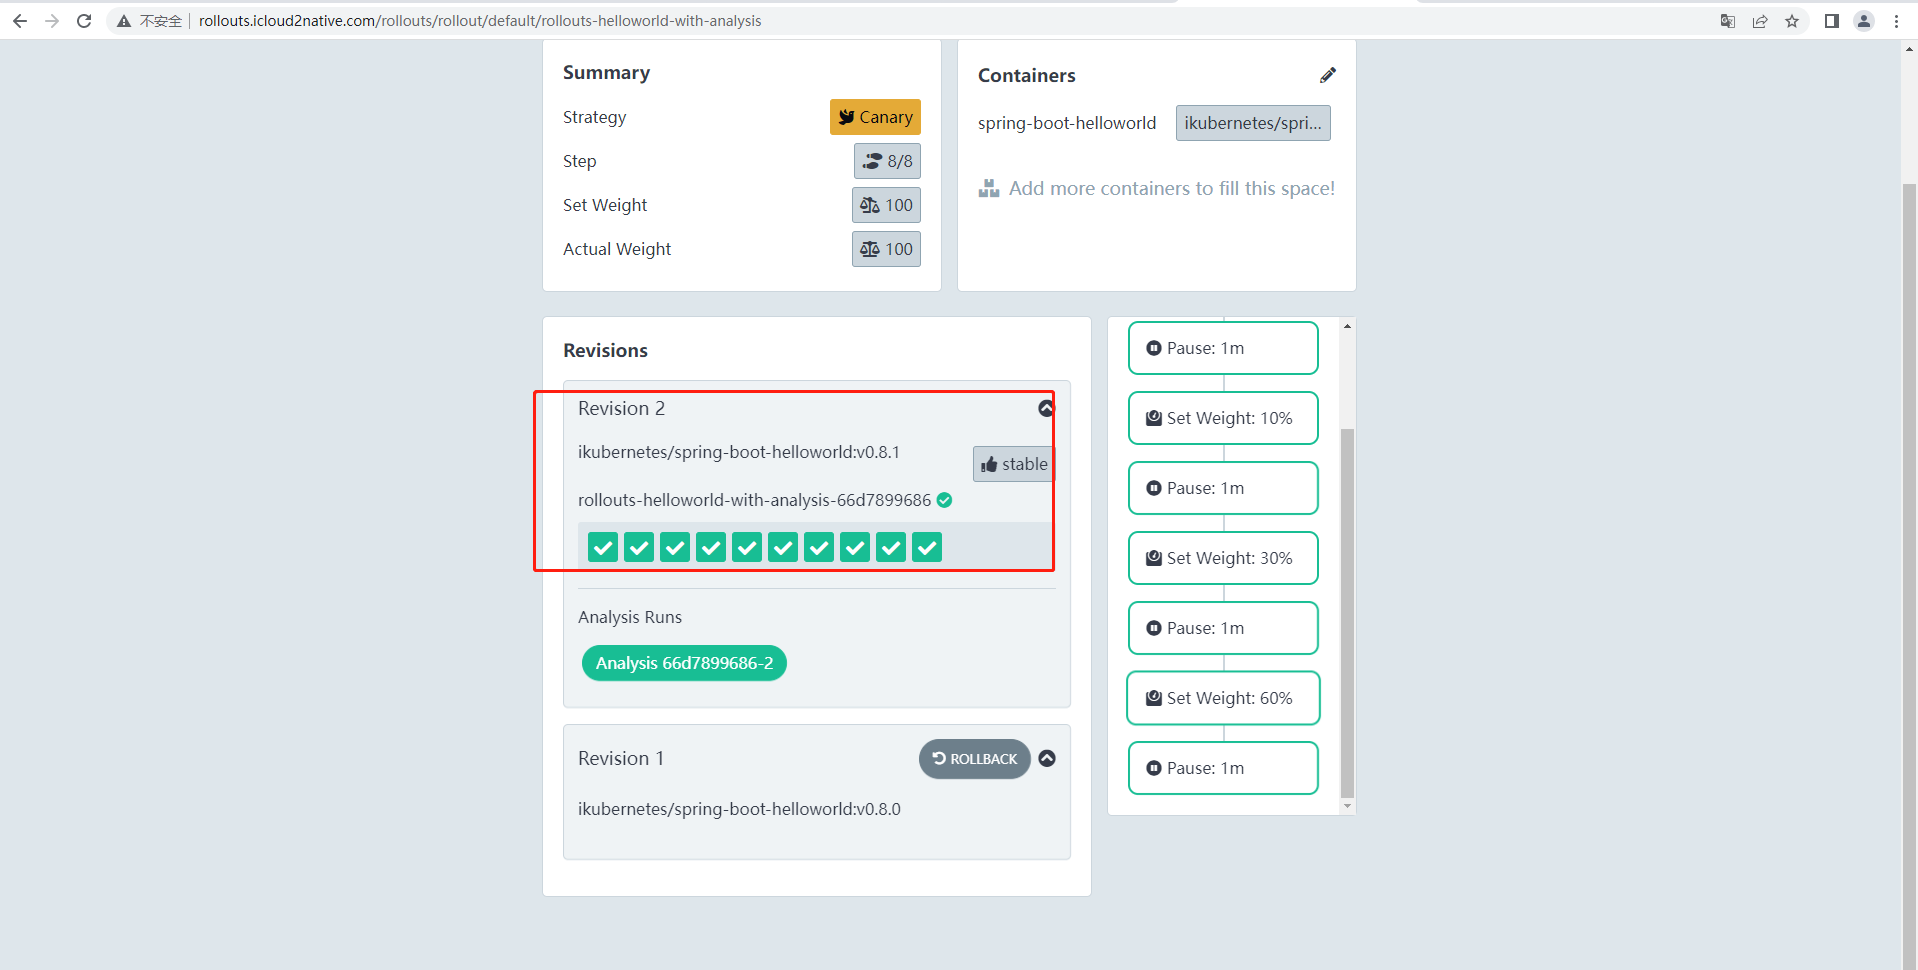 不安全 rollouts.icloud2native.com/rollouts/rollout/default/rollouts-helloworld-with-analysis
Summary
Strategy Canary
Step 8/8
Set Weight 100
Actual Weight 100
Containers
spring-boot-helloworld ikubernetes/spri...
Add more containers to fill this space!
Revisions
Revision 2
ikubernetes/spring-boot-helloworld:v0.8.1
stable
rollouts-helloworld-with-analysis-66d7899686
Analysis Runs
Analysis 66d7899686-2
Revision 1 ROLLBACK
ikubernetes/spring-boot-helloworld:v0.8.0
Pause: 1m
Set Weight: 10%
Pause: 1m
Set Weight: 30%
Pause: 1m
Set Weight: 60%
Pause: 1m